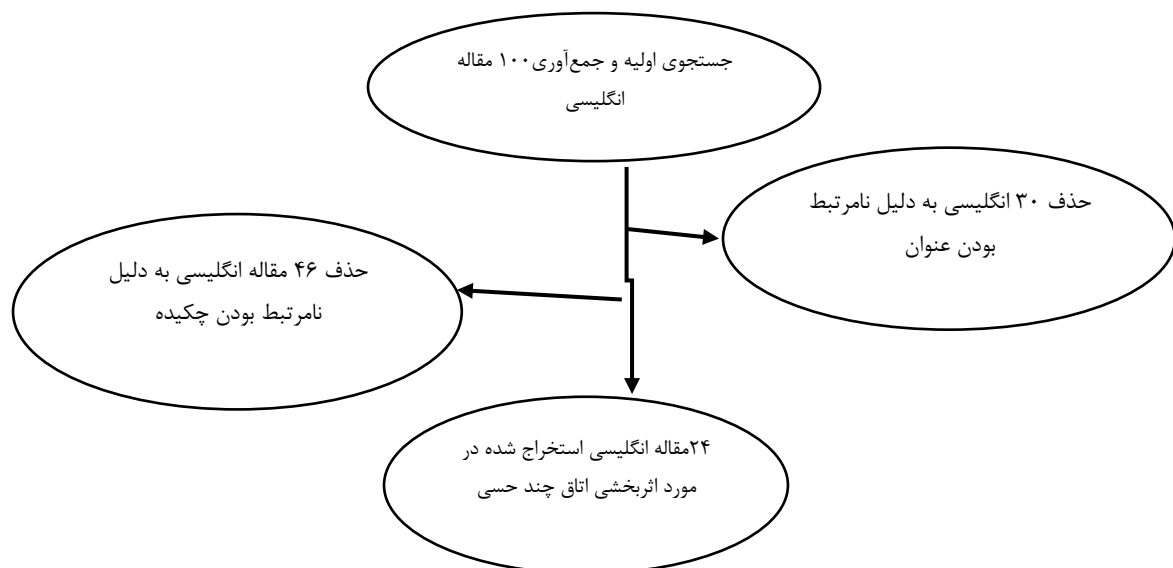 جستجوی اولیه و جمع‌آوری۱۰۰ مقاله
انگلیسی
حذف ۳۰ انگلیسی به دلیل نامرتبط
بودن عنوان
حذف ۴۶ مقاله انگلیسی به دلیل
نامرتبط بودن چکیده
۲۴مقاله انگلیسی استخراج شده در
مورد اثربخشی اتاق چند حسی